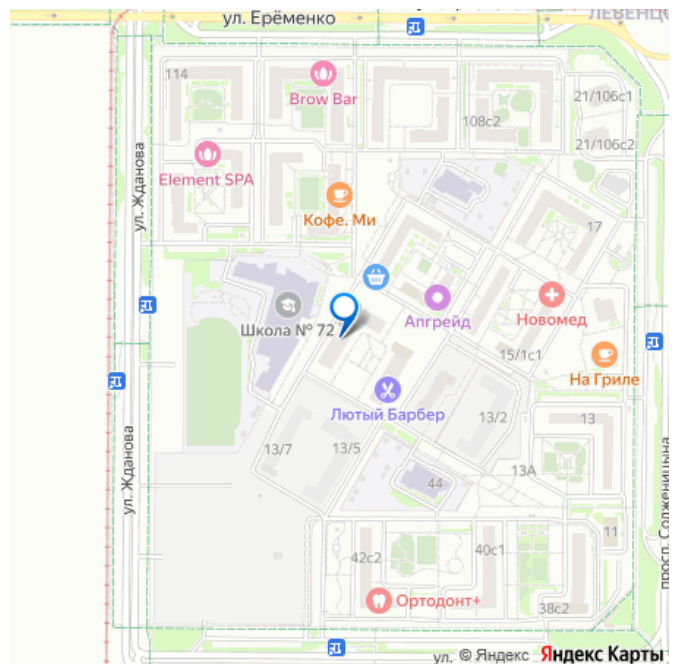 ул. Ерёменко
ЛЕВЕНЦО
114
Brow Bar
21/106с1
108с2
21/106с2
ул. Жданова
Element SPA
Кофе. Ми
17
Апгрейд
Новомед
Школа № 72
15/1с1
На Гриле
Лютый Барбер
13/2
13
13/7
13/5
13А
44
ул. Жданова
просп. Солженицына
11
42с2
40с1
Ортодонт+
38с2
ул. © Яндекс Яндекс Карты